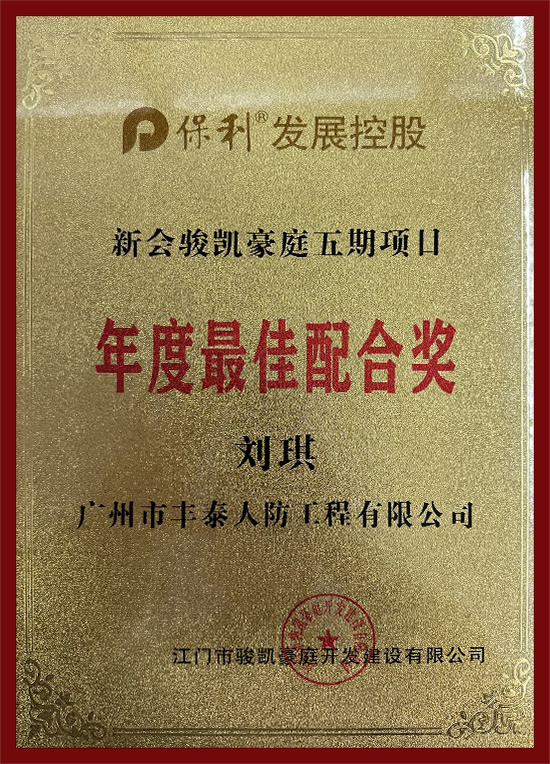 保利® 发展控股
新会骏凯豪庭五期项目
年度最佳配合奖
刘琪
广州市丰泰人防工程有限公司
江门市骏凯豪庭开发建设有限公司